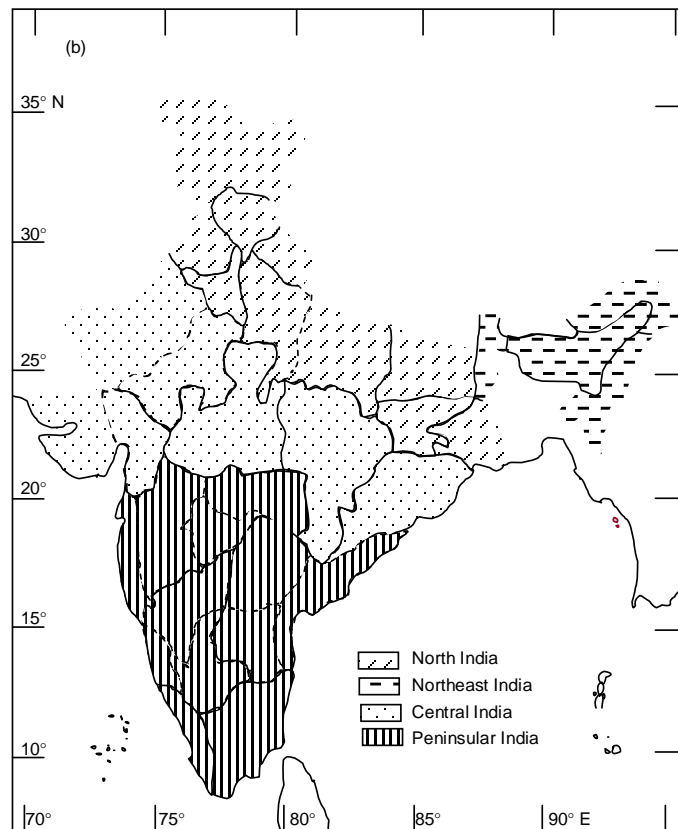 (b)
35° N
30°
25°
20°
15°
10°
North India
Northeast India
Central India
Peninsular India
70° 75° 80° 85° 90° E